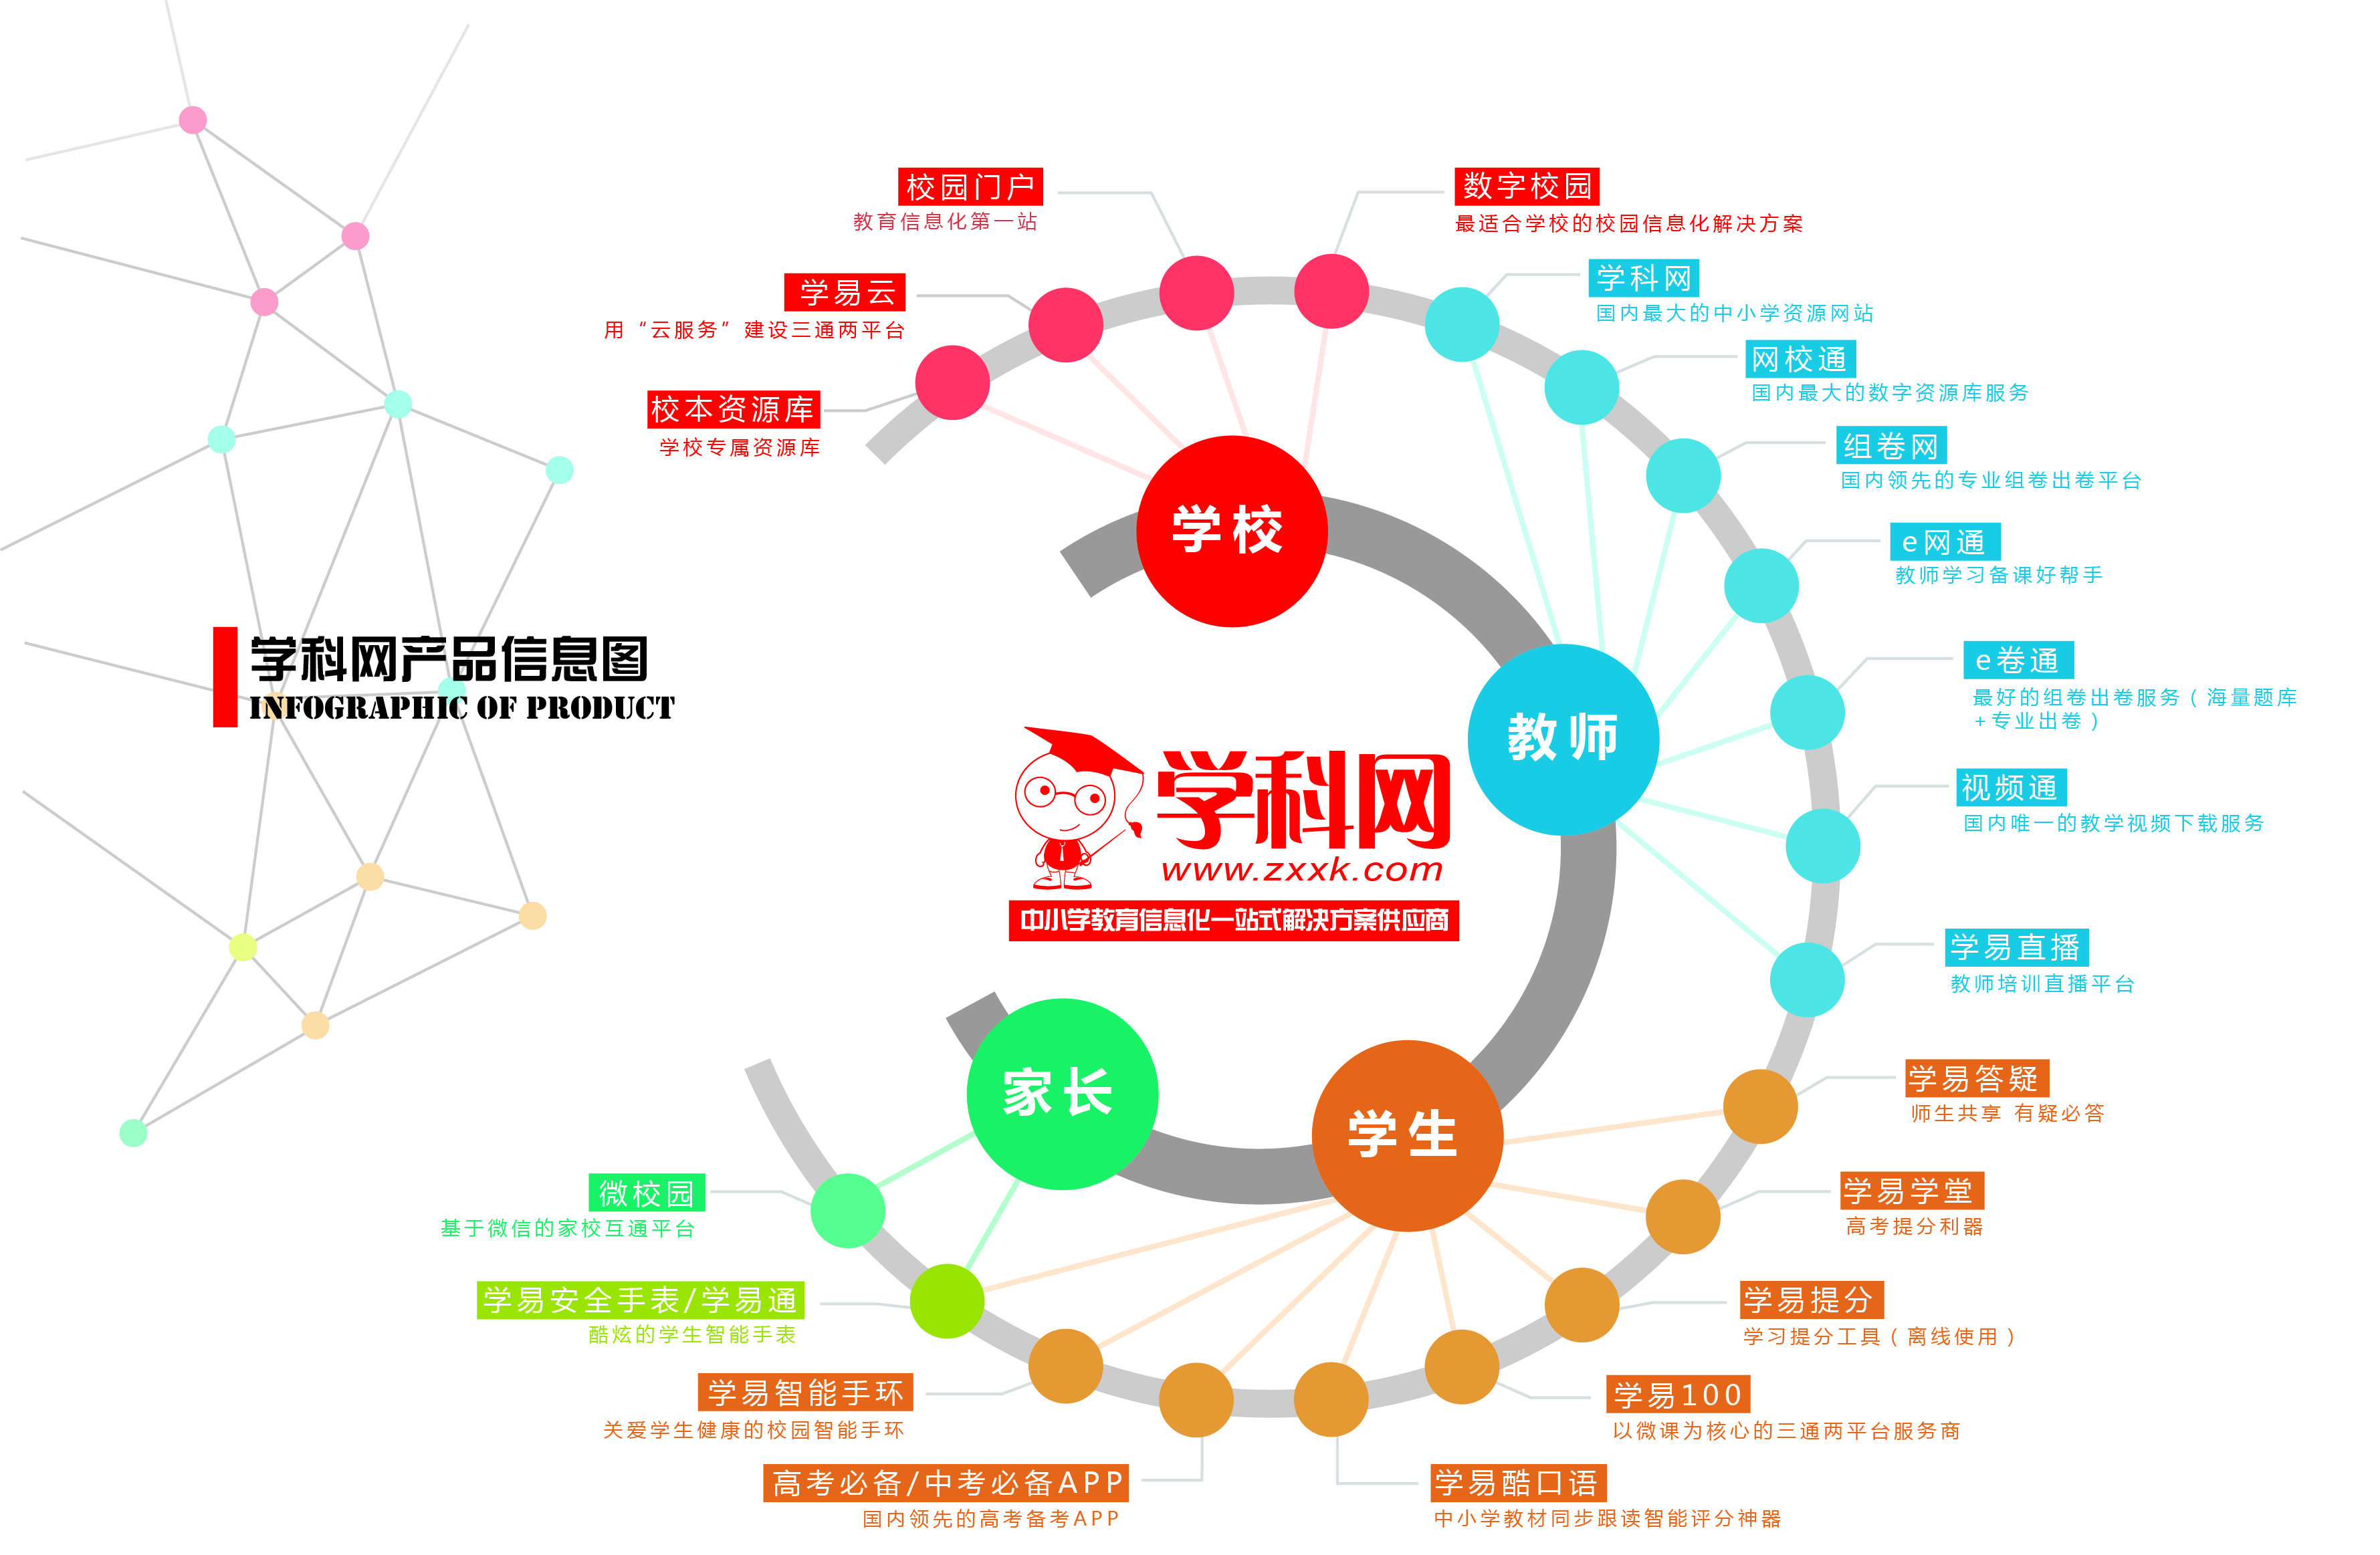 校园门户
教育信息化第一站
数字校园
最适合学校的校园信息化解决方案
学易云
用“云服务”建设三通两平台
学科网
国内最大的中小学资源网站
校本资源库
学校专属资源库
网校通
国内最大的数字资源库服务
组卷网
国内领先的专业组卷出卷平台
学校
e网通
教师学习备课好帮手
学科网产品信息图
INFOGRAPHIC OF PRODUCT
e卷通
最好的组卷出卷服务(海量题库
+专业出卷)
教师
视频通
国内唯一的教学视频下载服务
学科网
www.zxxk.com
中小学教育信息化一站式解决方案供应商
学易直播
教师培训直播平台
家长
学生
学易答疑
师生共享 有疑必答
学易学堂
高考提分利器
微校园
基于微信的家校互通平台
学易安全手表/学易通
酷炫的学生智能手表
学易提分
学习提分工具(离线使用)
学易智能手环
关爱学生健康的校园智能手环
学易100
以微课为核心的三通两平台服务商
高考必备/中考必备APP
国内领先的高考备考APP
学易酷口语
中小学教材同步跟读智能评分神器